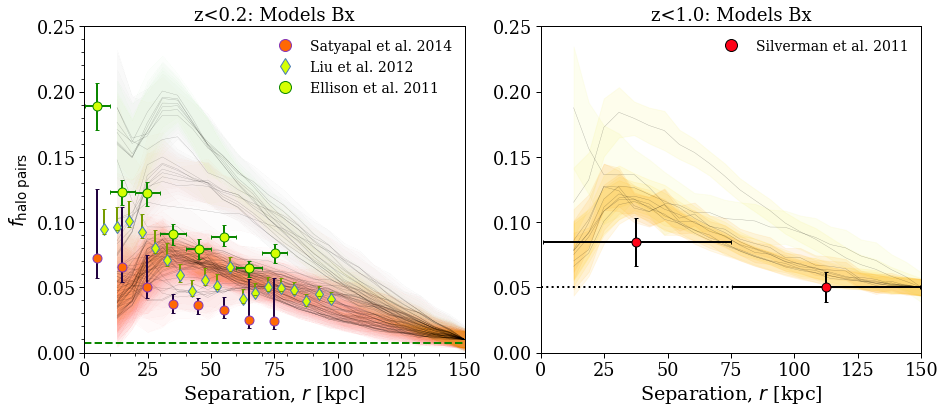 z<0.2: Models Bx
z<1.0: Models Bx
Satyapal et al. 2014
Liu et al. 2012
Ellison et al. 2011
Silverman et al. 2011
f halo pairs
0.25
0.20
0.15
0.10
0.05
0.00
0 25 50 75 100 125 150
Separation, r [kpc]
0.25
0.20
0.15
0.10
0.05
0.00
0 25 50 75 100 125 150
Separation, r [kpc]